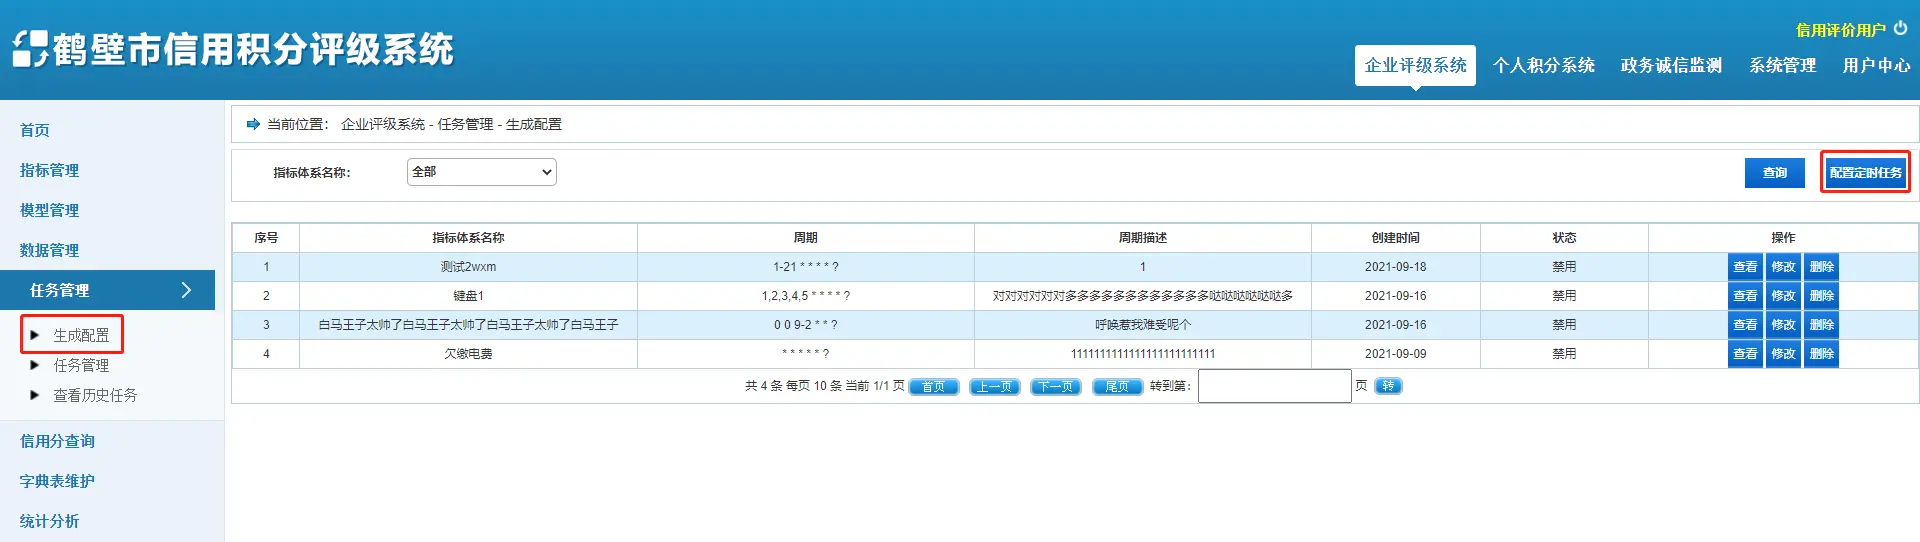 鹤壁市信用积分评级系统
信用评价用户
企业评级系统 个人积分系统 政务诚信监测 系统管理 用户中心
首页
指标管理
模型管理
数据管理
任务管理
生成配置
任务管理
查看历史任务
信用分查询
字典表维护
统计分析
当前位置： 企业评级系统 - 任务管理 - 生成配置
指标体系名称： 全部 查询 配置定时任务
序号 指标体系名称 周期 周期描述 创建时间 状态 操作
1 测试2wxm 1-21 * * * * ? 1 2021-09-18 禁用 查看 修改 删除
2 键盘1 1,2,3,4,5 * * * * ? 对对对对对对多多多多多多多多多多多多哒哒哒哒哒哒多 2021-09-16 禁用 查看 修改 删除
3 白马王子太帅了白马王子太帅了白马王子太帅了白马王子 0 0 9-2 * * ? 呼唤惹我难受呢个 2021-09-16 禁用 查看 修改 删除
4 欠缴电费 * * * * * ? 1111111111111111111111111 2021-09-09 禁用 查看 修改 删除
共 4 条 每页 10 条 当前 1/1 页 首页 上一页 下一页 尾页 转到第： 页 转